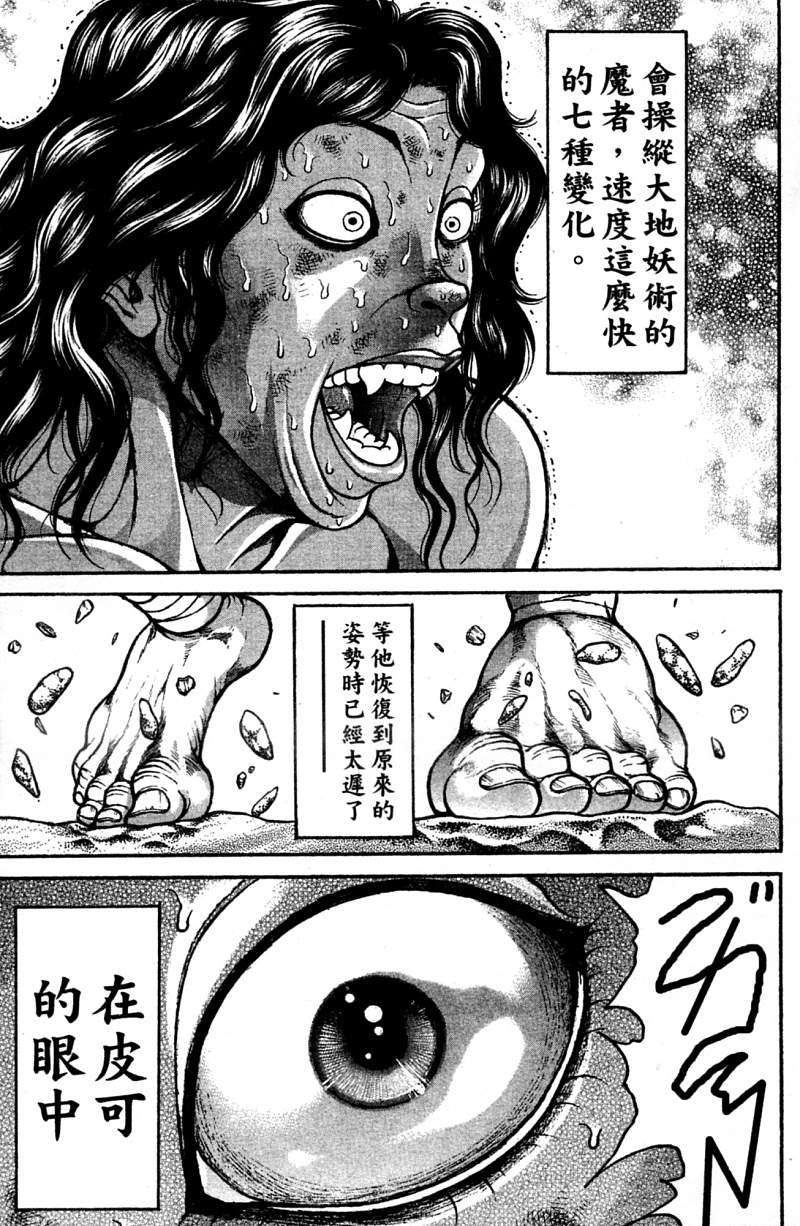 會操縱大地妖術的
魔者，速度這麼快
的七種變化。
等他恢復到原來的
姿勢時已經太遲了
——
在皮可
的眼中